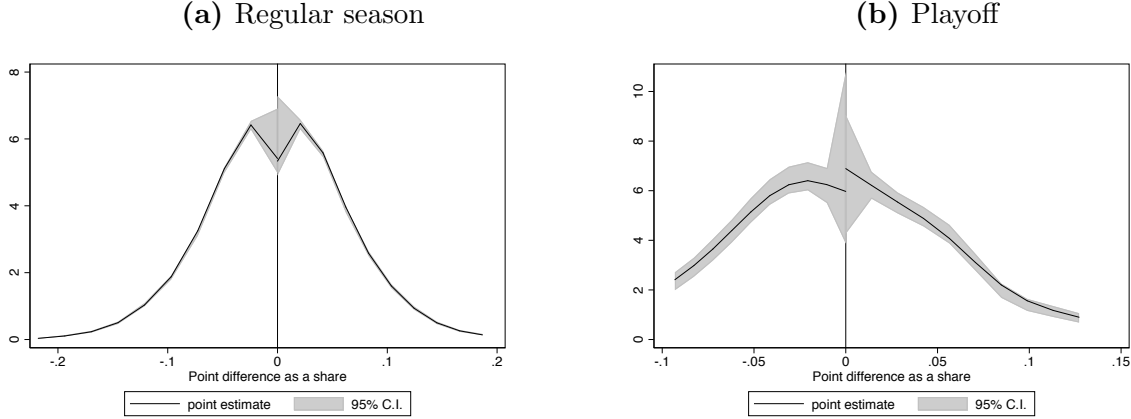 (a) Regular season
(b) Playoff
8
6
4
2
0
-.2 -.1 0 .1 .2
Point difference as a share
point estimate 95% C.I.
10
8
6
4
2
0
-.1 -.05 0 .05 .1 .15
Point difference as a share
point estimate 95% C.I.